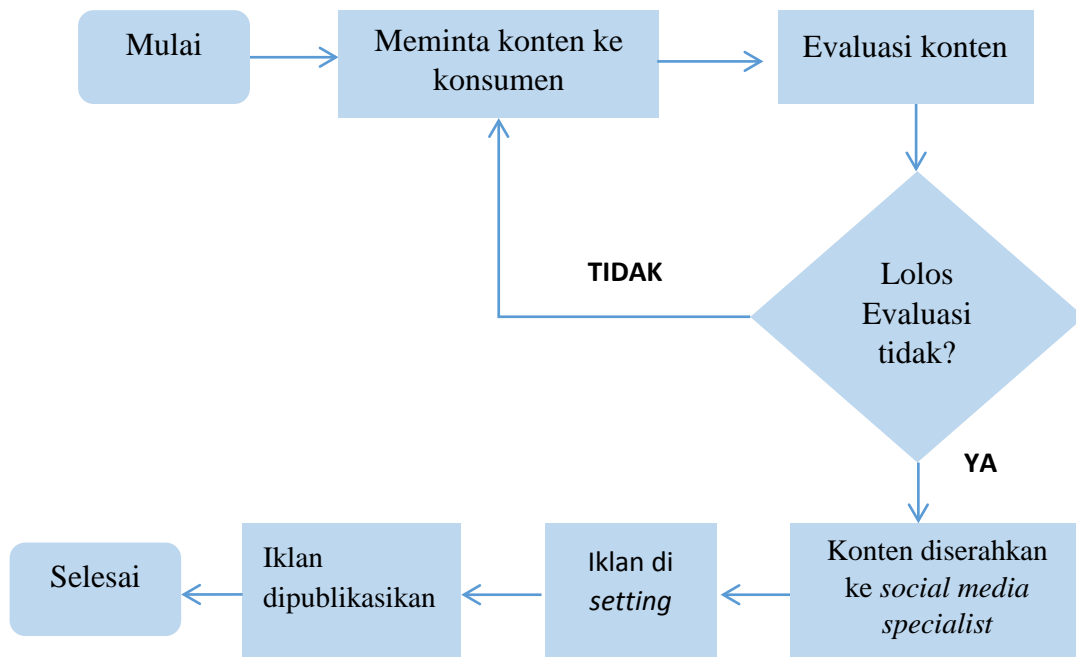 Mulai
Meminta konten ke
konsumen
Evaluasi konten
TIDAK
Lolos
Evaluasi
tidak?
YA
Konten diserahkan
ke social media
specialist
Iklan di
setting
Iklan
dipublikasikan
Selesai